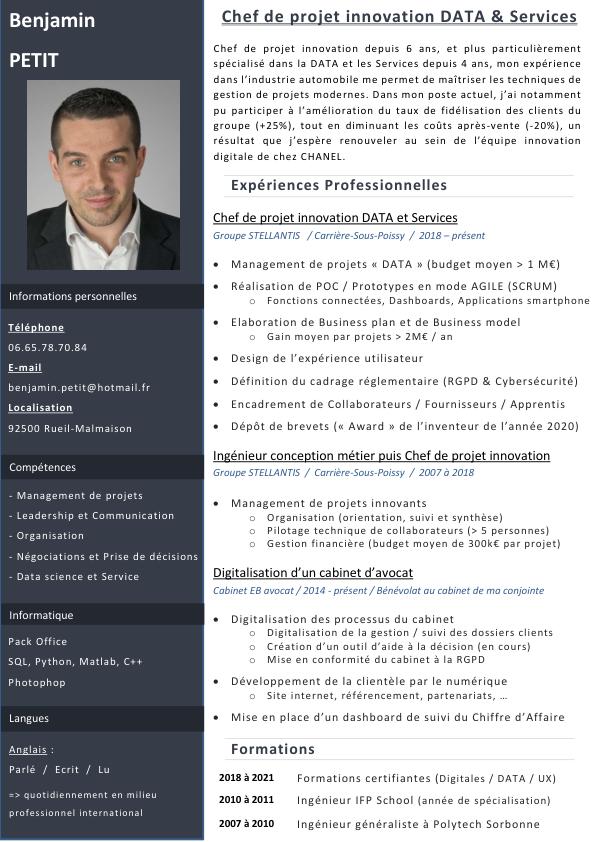 Benjamin
PETIT
Informations personnelles
Téléphone
06.65.78.70.84
E-mail
benjamin.petit@hotmail.fr
Localisation
92500 Rueil-Malmaison
Compétences
- Management de projets
- Leadership et Communication
- Organisation
- Négociations et Prise de décisions
- Data science et Service
Informatique
Pack Office
SQL, Python, Matlab, C++
Photophop
Langues
Anglais :
Parlé / Ecrit / Lu
=> quotidiennement en milieu
professionnel international
Chef de projet innovation DATA & Services
Chef de projet innovation depuis 6 ans, et plus particulièrement
spécialisé dans la DATA et les Services depuis 4 ans, mon expérience
dans l'industrie automobile me permet de maîtriser les techniques de
gestion de projets modernes. Dans mon poste actuel, j'ai notamment
pu participer à l'amélioration du taux de fidélisation des clients du
groupe (+25%), tout en diminuant les coûts après-vente (-20%), un
résultat que j'espère renouveler au sein de l'équipe innovation
digitale de chez CHANEL.
Expériences Professionnelles
Chef de projet innovation DATA et Services
Groupe STELLANTIS / Carrière-Sous-Poissy / 2018 – présent
• Management de projets « DATA » (budget moyen > 1 M€)
• Réalisation de POC / Prototypes en mode AGILE (SCRUM)
o Fonctions connectées, Dashboards, Applications smartphone
• Elaboration de Business plan et de Business model
o Gain moyen par projets > 2M€ / an
• Design de l'expérience utilisateur
• Définition du cadrage réglementaire (RGPD & Cybersécurité)
• Encadrement de Collaborateurs / Fournisseurs / Apprentis
• Dépôt de brevets (« Award » de l'inventeur de l'année 2020)
Ingénieur conception métier puis Chef de projet innovation
Groupe STELLANTIS / Carrière-Sous-Poissy / 2007 à 2018
• Management de projets innovants
o Organisation (orientation, suivi et synthèse)
o Pilotage technique de collaborateurs (> 5 personnes)
o Gestion financière (budget moyen de 300k€ par projet)
Digitalisation d'un cabinet d'avocat
Cabinet EB avocat / 2014 - présent / Bénévolat au cabinet de ma conjointe
• Digitalisation des processus du cabinet
o Digitalisation de la gestion / suivi des dossiers clients
o Création d'un outil d'aide à la décision (en cours)
o Mise en conformité du cabinet à la RGPD
• Développement de la clientèle par le numérique
o Site internet, référencement, partenariats, …
• Mise en place d'un dashboard de suivi du Chiffre d'Affaire
Formations
2018 à 2021 Formations certifiantes (Digitales / DATA / UX)
2010 à 2011 Ingénieur IFP School (année de spécialisation)
2007 à 2010 Ingénieur généraliste à Polytech Sorbonne